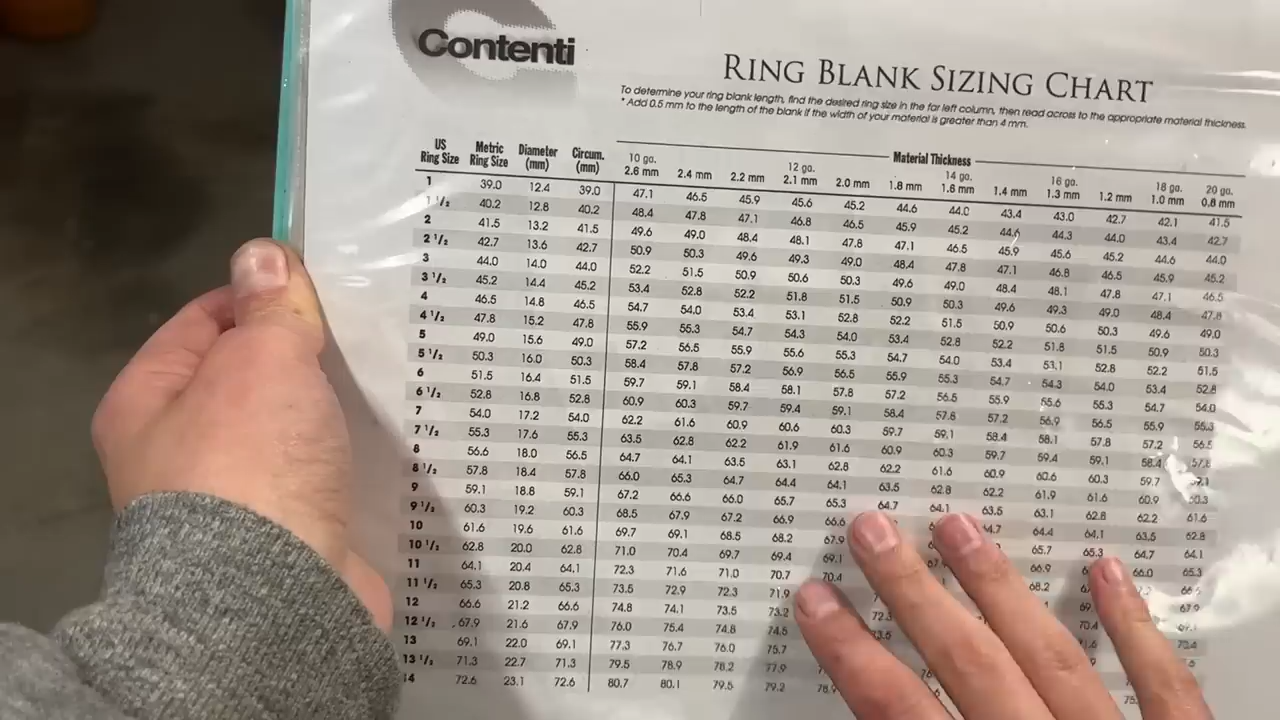 Contenti
RING BLANK SIZING CHART
To determine your ring blank length, find the desired ring size in the far left column, then read across to the appropriate material thickness.
* Add 0.5 mm to the length of the blank if the width of your material is greater than 4 mm.
Material Thickness
US Metric Diameter Circum. 10 ga. 12 ga. 14 ga. 16 ga. 18 ga. 20 ga.
Ring Size Ring Size (mm) (mm) 2.6 mm 2.4 mm 2.2 mm 2.1 mm 2.0 mm 1.8 mm 1.6 mm 1.4 mm 1.3 mm 1.2 mm 1.0 mm 0.8 mm
1 39.0 12.4 39.0 47.1 46.5 45.9 45.6 45.2 44.6 44.0 43.4 43.0 42.7 42.1 41.5
1 1/2 40.2 12.8 40.2 48.4 47.8 47.1 46.8 46.5 45.9 45.2 44.6 44.3 44.0 43.4 42.7
2 41.5 13.2 41.5 49.6 49.0 48.4 48.1 47.8 47.1 46.5 45.9 45.6 45.2 44.6 44.0
2 1/2 42.7 13.6 42.7 50.9 50.3 49.6 49.3 49.0 48.4 47.8 47.1 46.8 46.5 45.9 45.2
3 44.0 14.0 44.0 52.2 51.5 50.9 50.6 50.3 49.6 49.0 48.4 48.1 47.8 47.1 46.5
3 1/2 45.2 14.4 45.2 53.4 52.8 52.2 51.8 51.5 50.9 50.3 49.6 49.3 49.0 48.4 47.8
4 46.5 14.8 46.5 54.7 54.0 53.4 53.1 52.8 52.2 51.5 50.9 50.6 50.3 49.6 49.0
4 1/2 47.8 15.2 47.8 55.9 55.3 54.7 54.3 54.0 53.4 52.8 52.2 51.8 51.5 50.9 50.3
5 49.0 15.6 49.0 57.2 56.5 55.9 55.6 55.3 54.7 54.0 53.4 53.1 52.8 52.2 51.5
5 1/2 50.3 16.0 50.3 58.4 57.8 57.2 56.9 56.5 55.9 55.3 54.7 54.3 54.0 53.4 52.8
6 51.5 16.4 51.5 59.7 59.1 58.4 58.1 57.8 57.2 56.5 55.9 55.6 55.3 54.7 54.0
6 1/2 52.8 16.8 52.8 60.9 60.3 59.7 59.4 59.1 58.4 57.8 57.2 56.9 56.5 55.9 55.3
7 54.0 17.2 54.0 62.2 61.6 60.9 60.6 60.3 59.7 59.1 58.4 58.1 57.8 57.2 56.5
7 1/2 55.3 17.6 55.3 63.5 62.8 62.2 61.9 61.6 60.9 60.3 59.7 59.4 59.1 58.4 57.8
8 56.6 18.0 56.5 64.7 64.1 63.5 63.1 62.8 62.2 61.6 60.9 60.6 60.3 59.7
8 1/2 57.8 18.4 57.8 66.0 65.3 64.7 64.4 64.1 63.5 62.8 62.2 61.9 61.6 60.9 60.3
9 59.1 18.8 59.1 67.2 66.6 66.0 65.7 65.3 64.7 64.1 63.5 63.1 62.8 62.2 61.6
9 1/2 60.3 19.2 60.3 68.5 67.9 67.2 66.9 66.6 64.4 64.1 63.5 62.8
10 61.6 19.6 61.6 69.7 69.1 68.5 68.2 67.9 65.7 65.3 64.7 64.1
10 1/2 62.8 20.0 62.8 71.0 70.4 69.7 69.4 69.1 66.9 66.0 65.3
11 64.1 20.4 64.1 72.3 71.6 71.0 70.7 70.4 68.2
11 1/2 65.3 20.8 65.3 73.5 72.9 72.3 71.9 67.9
12 66.6 21.2 66.6 74.8 74.1 73.5 73.2 72.3 70.4
12 1/2 67.9 21.6 67.9 76.0 75.4 74.8 74.5 70.4
13 69.1 22.0 69.1 77.3 76.7 76.0 75.7
13 1/2 71.3 22.7 71.3 79.5 78.9 78.2 77.9
14 72.6 23.1 72.6 80.7 80.1 79.5 79.2